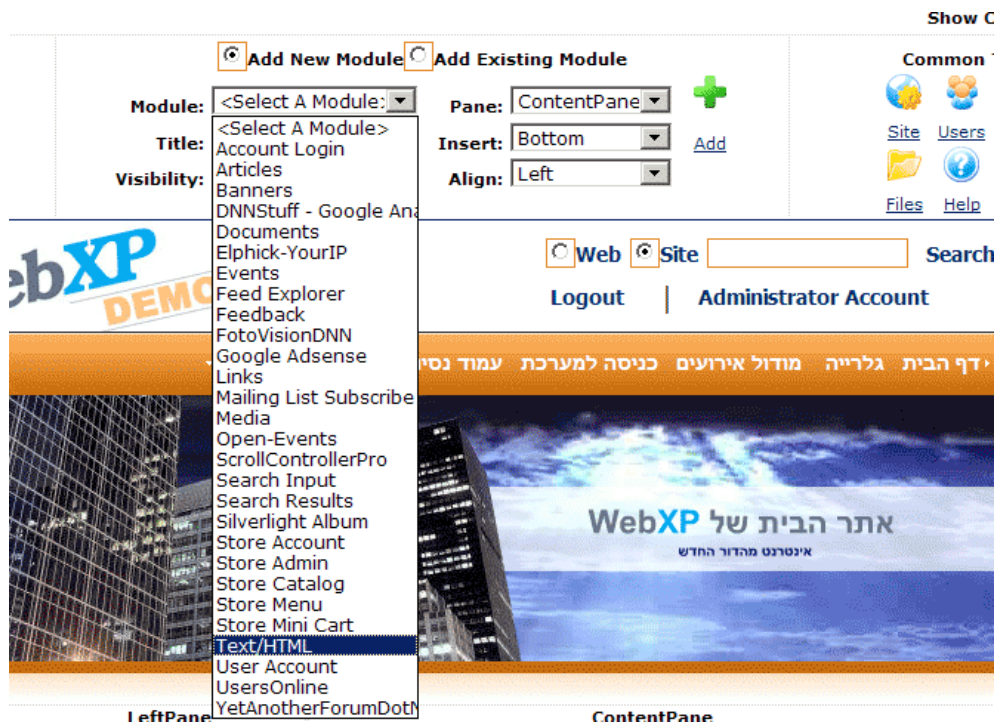 Show
Add New Module Add Existing Module
Common
Module: <Select A Module> Pane: ContentPane
Title: Insert: Bottom Add
Visibility: Align: Left
Site Users
Files Help
<Select A Module>
Account Login
Articles
Banners
DNNStuff - Google
Documents
Elphick-YourIP
Events
Feed Explorer
Feedback
FotoVisionDNN
Google Adsense
Links
Mailing List Subscribe
Media
Open-Events
ScrollControllerPro
Search Input
Search Results
Silverlight Album
Store Account
Store Admin
Store Catalog
Store Menu
Store Mini Cart
Text/HTML
User Account
UsersOnline
YetAnotherForumDotN
ebXP
DEMO
Web Site Search
Logout | Administrator Account
דף הבית גלרייה מודול אירועים כניסה למערכת עמוד
אתר הבית של WebXP
אינטרנט מהדור החדש
LeftPane ContentPane